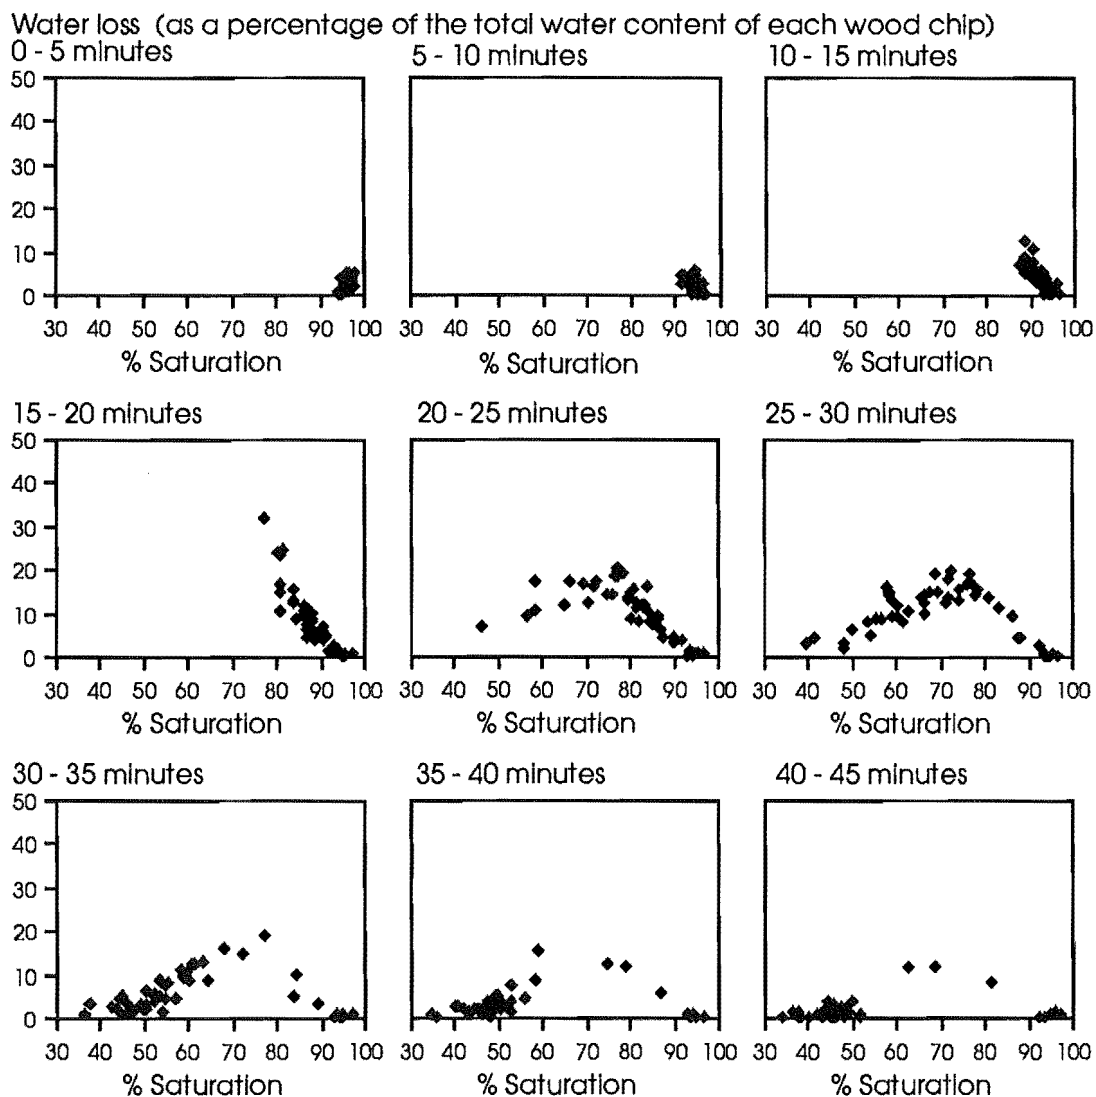 Water loss (as a percentage of the total water content of each wood chip)
0 - 5 minutes 5 - 10 minutes 10 - 15 minutes
50
40
30
20
10
0
30 40 50 60 70 80 90 100 30 40 50 60 70 80 90 100 30 40 50 60 70 80 90 100
% Saturation % Saturation % Saturation
15 - 20 minutes 20 - 25 minutes 25 - 30 minutes
50
40
30
20
10
0
30 40 50 60 70 80 90 100 30 40 50 60 70 80 90 100 30 40 50 60 70 80 90 100
% Saturation % Saturation % Saturation
30 - 35 minutes 35 - 40 minutes 40 - 45 minutes
50
40
30
20
10
0
30 40 50 60 70 80 90 100 30 40 50 60 70 80 90 100 30 40 50 60 70 80 90 100
% Saturation % Saturation % Saturation